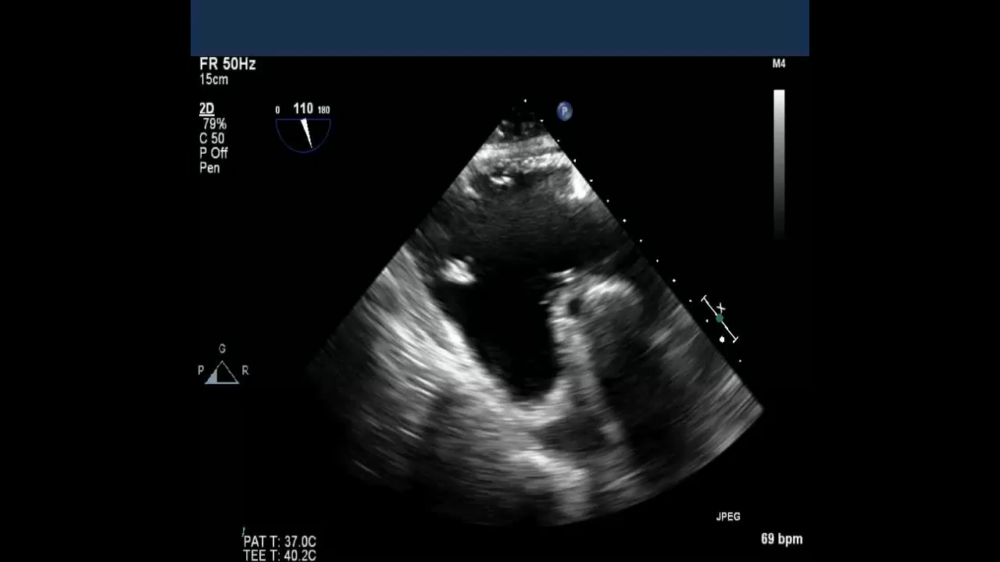 FR 50Hz
15cm
M4
2D
79%
C 50
P Off
Pen
0 110 180
P
X
G
P R
JPEG
69 bpm
PAT T: 37.0C
TEE T: 40.2C